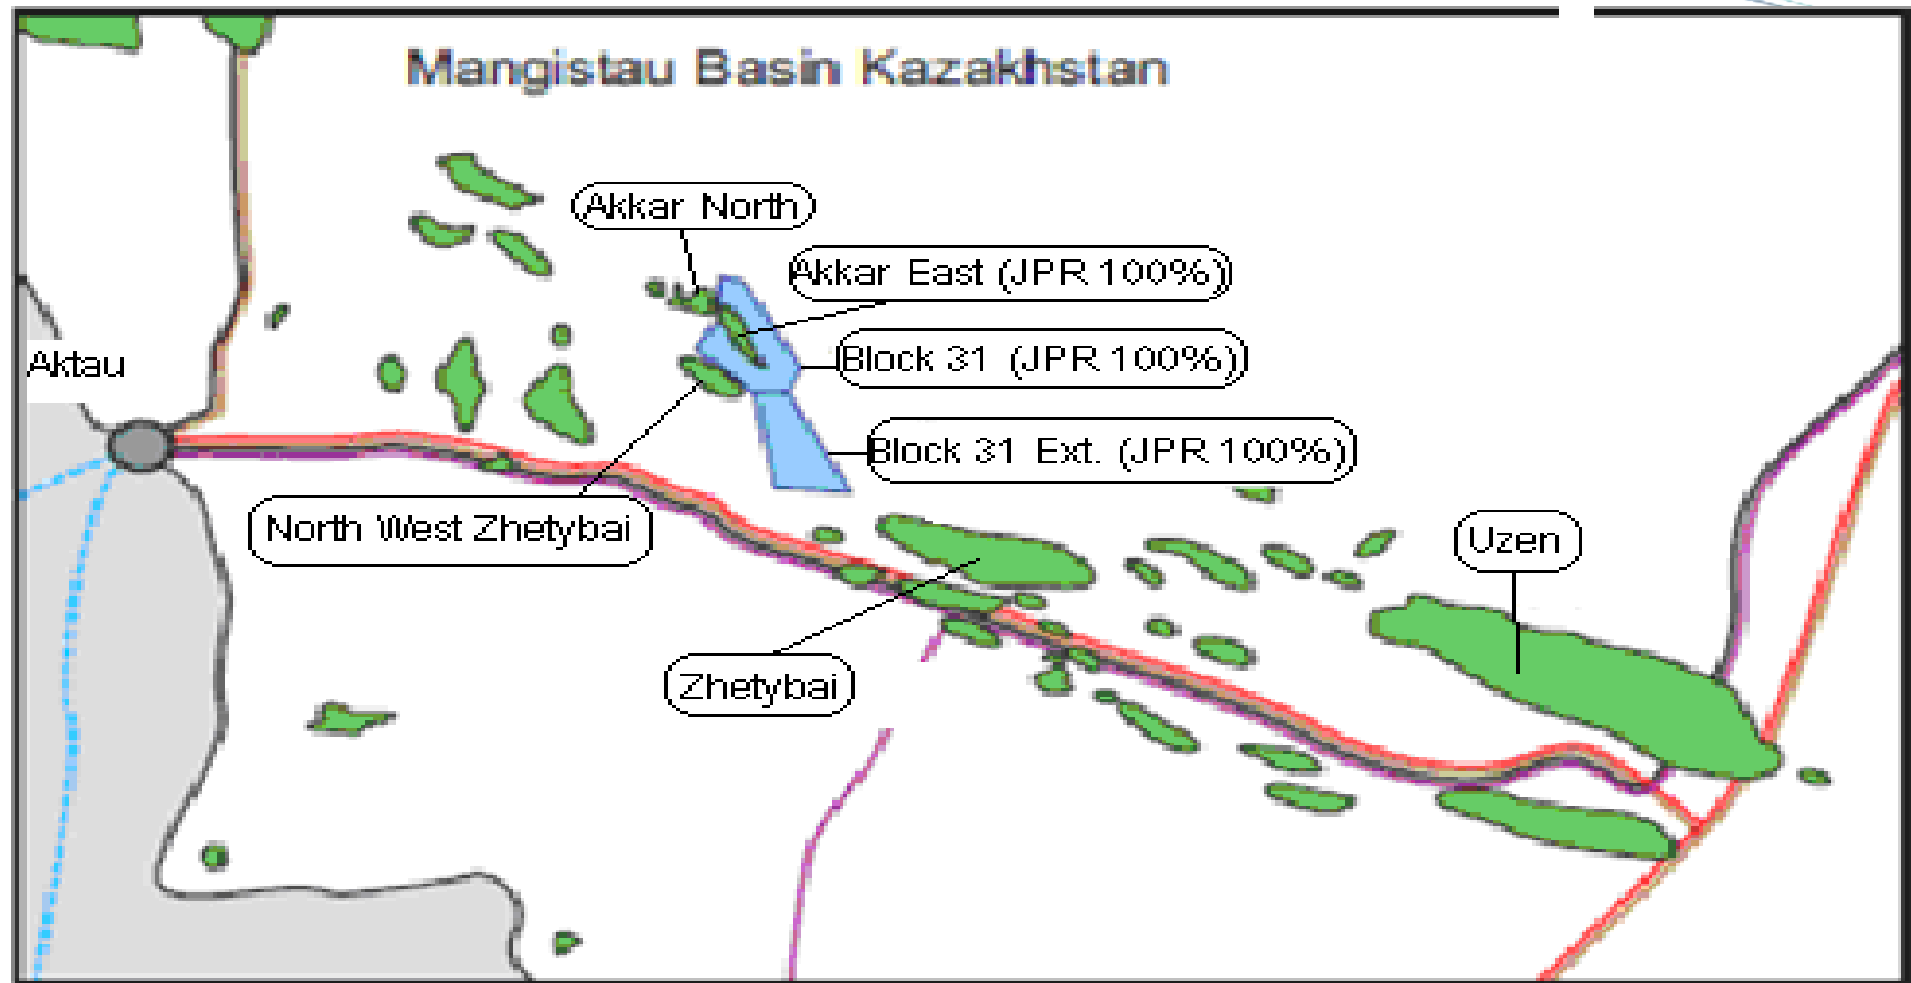 Mangistau Basin Kazakhstan
Akkar North
Akkar East (JPR 100%)
Aktau
Block 31 (JPR 100%)
Block 31 Ext. (JPR 100%)
North West Zhetybai
Uzen
Zhetybai